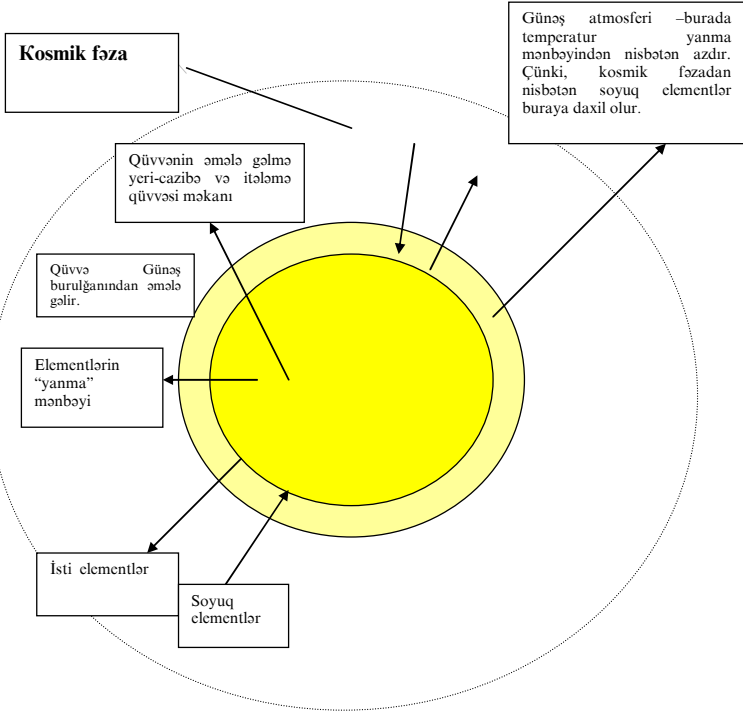 Günəş atmosferi –burada
temperatur yanma
mənbəyindən nisbətən azdır.
Çünki, kosmik fəzadan
nisbətən soyuq elementlər
buraya daxil olur.
Kosmik fəza
Qüvvənin əmələ gəlmə
yeri-cazibə və itələmə
qüvvəsi məkanı
Qüvvə Günəş
burulğanından əmələ
gəlir.
Elementlərin
“yanma”
mənbəyi
İsti elementlər
Soyuq
elementlər